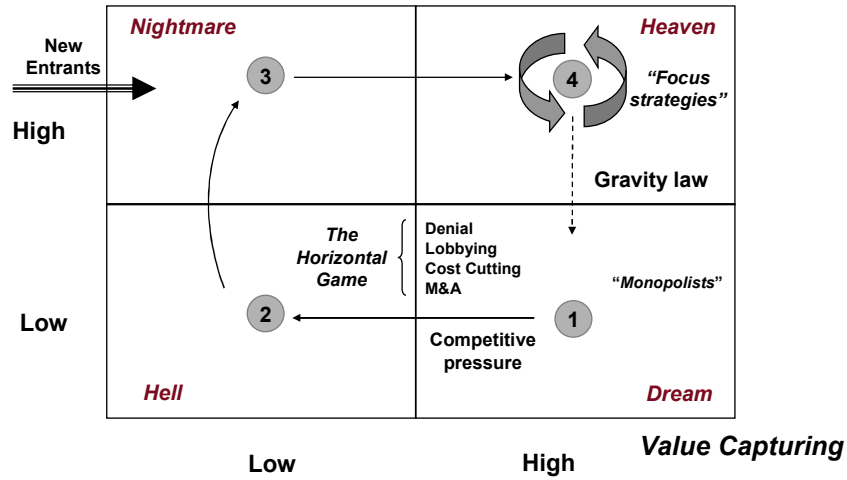 Nightmare
Heaven
New
Entrants
3
4
“Focus
strategies”
High
Gravity law
The
Horizontal
Game
Denial
Lobbying
Cost Cutting
M&A
“Monopolists”
Low
2
1
Competitive
pressure
Hell
Dream
Value Capturing
Low
High